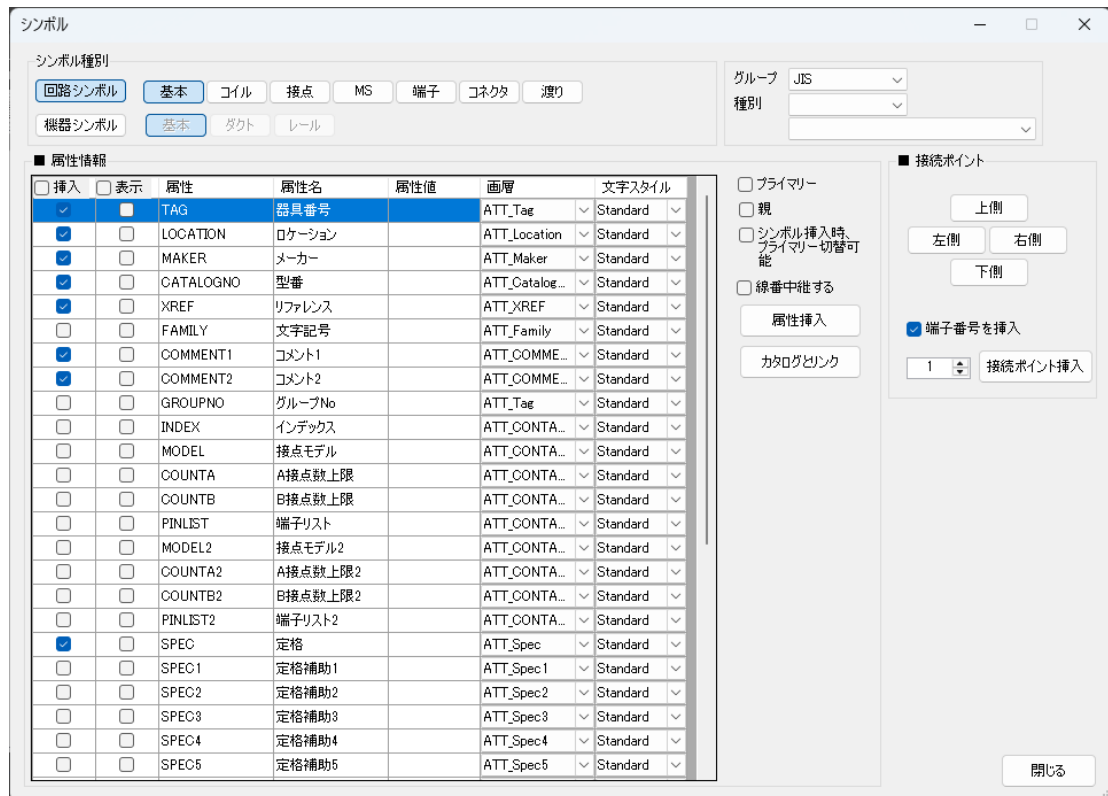 シンボル
シンボル種別
回路シンボル 基本 コイル 接点 MS 端子 コネクタ 渡り
機器シンボル 基本 ダクト レール
グループ JIS
種別
■ 属性情報
挿入 表示 属性 属性名 属性値 画層 文字スタイル
TAG 器具番号 ATT_Tag Standard
LOCATION ロケーション ATT_Location Standard
MAKER メーカー ATT_Maker Standard
CATALOGNO 型番 ATT_Catalog... Standard
XREF リファレンス ATT_XREF Standard
FAMILY 文字記号 ATT_Family Standard
COMMENT1 コメント1 ATT_COMME... Standard
COMMENT2 コメント2 ATT_COMME... Standard
GROUPNO グループNo ATT_Tag Standard
INDEX インデックス ATT_CONTA... Standard
MODEL 接点モデル ATT_CONTA... Standard
COUNTA A接点数上限 ATT_CONTA... Standard
COUNTB B接点数上限 ATT_CONTA... Standard
PINLIST 端子リスト ATT_CONTA... Standard
MODEL2 接点モデル2 ATT_CONTA... Standard
COUNTA2 A接点数上限2 ATT_CONTA... Standard
COUNTB2 B接点数上限2 ATT_CONTA... Standard
PINLIST2 端子リスト2 ATT_CONTA... Standard
SPEC 定格 ATT_Spec Standard
SPEC1 定格補助1 ATT_Spec1 Standard
SPEC2 定格補助2 ATT_Spec2 Standard
SPEC3 定格補助3 ATT_Spec3 Standard
SPEC4 定格補助4 ATT_Spec4 Standard
SPEC5 定格補助5 ATT_Spec5 Standard
プライマリー
親
シンボル挿入時、
プライマリー切替可
能
線番中継する
属性挿入
カタログとリンク
■ 接続ポイント
上側
左側 右側
下側
端子番号を挿入
1 接続ポイント挿入
閉じる